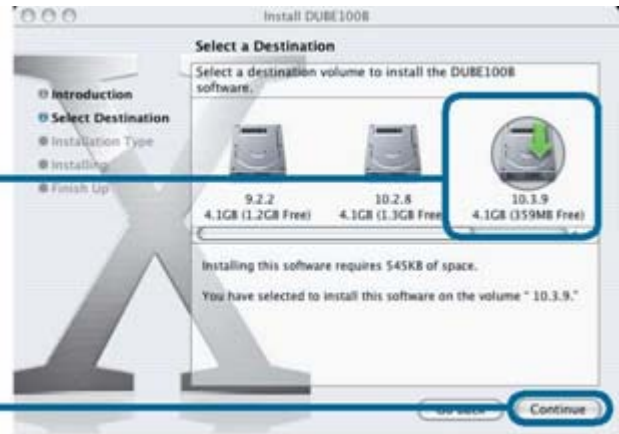 Install DUBE100B
Select a Destination
Select a destination volume to install the DUBE100B
software.
Introduction
Select Destination
Installation Type
Installing
Finish Up
9.2.2
4.1GB (1.2GB Free)
10.2.8
4.1GB (1.3GB Free
10.3.9
4.1GB (359MB Free)
Installing this software requires 545KB of space.
You have selected to install this software on the volume " 10.3.9."
Go Back
Continue